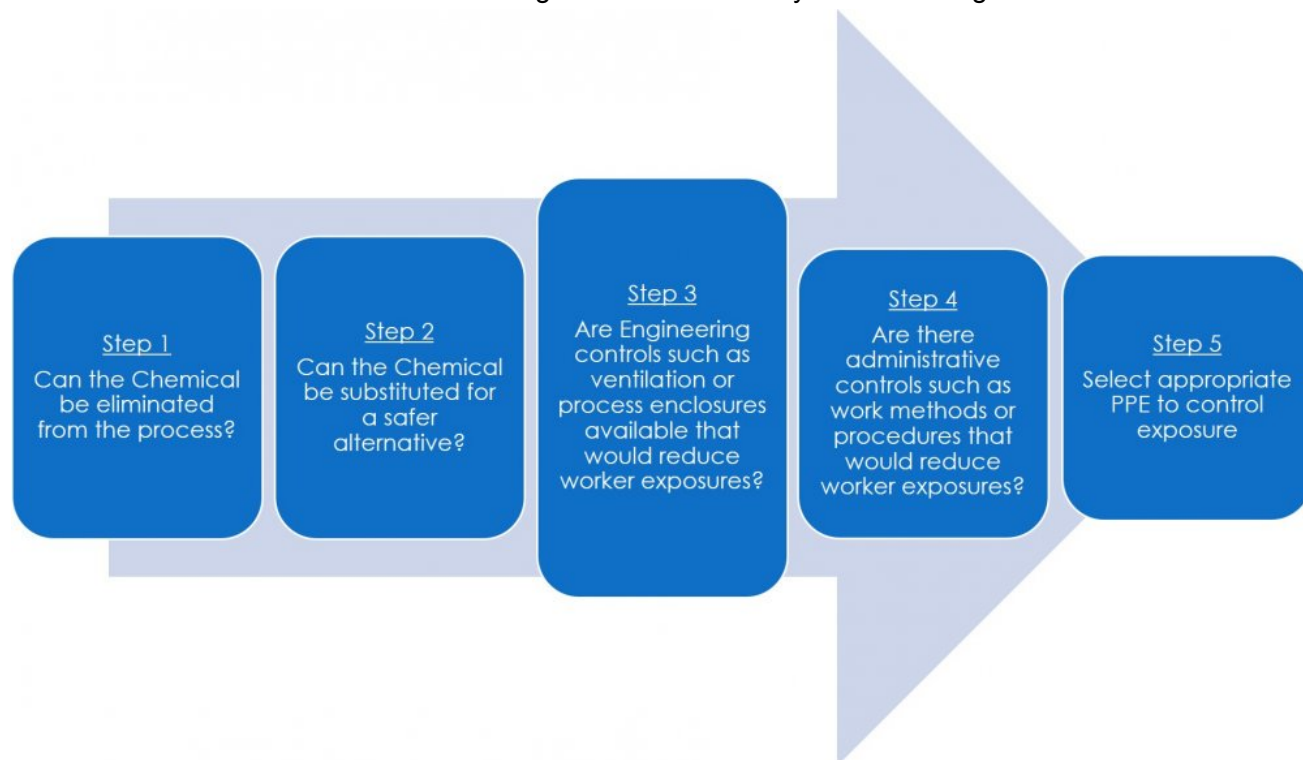 Step 1
Can the Chemical
be eliminated
from the process?
Step 2
Can the Chemical
be substituted for
a safer
alternative?
Step 3
Are Engineering
controls such as
ventilation or
process enclosures
available that
would reduce
worker exposures?
Step 4
Are there
administrative
controls such as
work methods or
procedures that
would reduce
worker exposures?
Step 5
Select appropriate
PPE to control
exposure